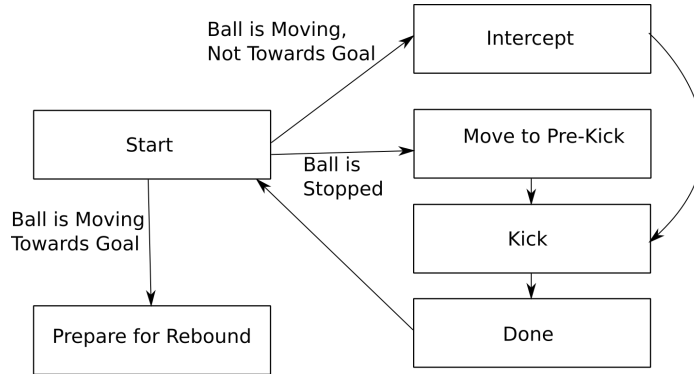 Ball is Moving,
Not Towards Goal
Intercept
Start
Move to Pre-Kick
Ball is
Stopped
Ball is Moving
Towards Goal
Kick
Prepare for Rebound
Done